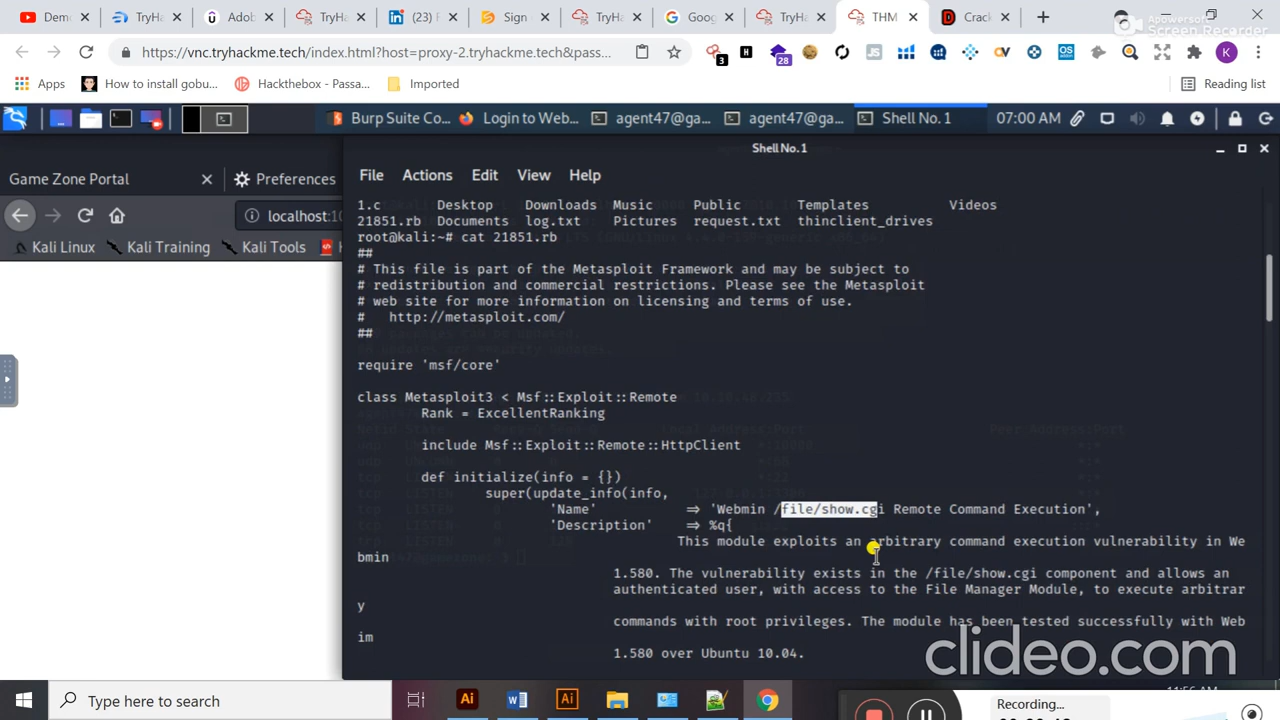 Demo
TryHa
Adob
TryHa
(23) F
Sign
TryHa
Goog
TryHa
THM
Crack
Apowersoft
Screen Recorder
https://vnc.tryhackme.tech/index.html?host=proxy-2.tryhackme.tech&pass
Apps
How to install gobu...
Hackthebox - Passa...
Imported
Reading list
Burp Suite Co...
Login to Web...
agent47@ga...
agent47@ga...
Shell No. 1
07:00 AM
Shell No.1
Game Zone Portal
Preferences
File Actions Edit View Help
localhost:10
Kali Linux
Kali Training
Kali Tools
1.c Desktop Downloads Music Public Templates Videos
21851.rb Documents log.txt Pictures request.txt thinclient_drives
root@kali:~# cat 21851.rb
##
# This file is part of the Metasploit Framework and may be subject to
# redistribution and commercial restrictions. Please see the Metasploit
# web site for more information on licensing and terms of use.
# http://metasploit.com/
##
require 'msf/core'
class Metasploit3 < Msf::Exploit::Remote
Rank = ExcellentRanking
include Msf::Exploit::Remote::HttpClient
def initialize(info = {})
super(update_info(info,
'Name' => 'Webmin /file/show.cgi Remote Command Execution',
'Description' => %q{
This module exploits an arbitrary command execution vulnerability in We
bmin
1.580. The vulnerability exists in the /file/show.cgi component and allows an
authenticated user, with access to the File Manager Module, to execute arbitrar
y
commands with root privileges. The module has been tested successfully with Web
im
1.580 over Ubuntu 10.04.
clideo.com
Type here to search
Recording...